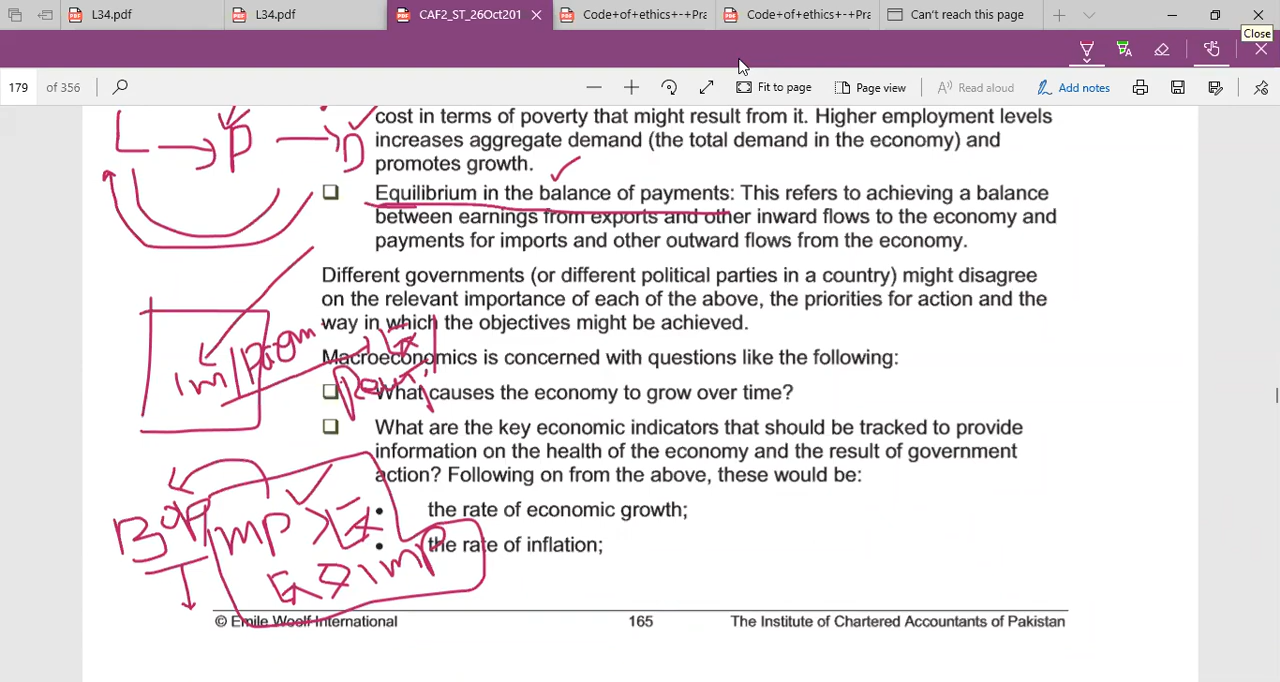 L34.pdf
L34.pdf
CAF2_ST_26Oct201
Code+of+ethics+-+Pra
Code+of+ethics+-+Pra
Can't reach this page
Close
179 of 356
Fit to page
Page view
Read aloud
Add notes
cost in terms of poverty that might result from it. Higher employment levels
L → P → D
increases aggregate demand (the total demand in the economy) and
promotes growth.
❑ Equilibrium in the balance of payments: This refers to achieving a balance
between earnings from exports and other inward flows to the economy and
payments for imports and other outward flows from the economy.
Different governments (or different political parties in a country) might disagree
on the relevant importance of each of the above, the priorities for action and the
way in which the objectives might be achieved.
Macroeconomics is concerned with questions like the following:
Im
❑ What causes the economy to grow over time?
❑ What are the key economic indicators that should be tracked to provide
information on the health of the economy and the result of government
action? Following on from the above, these would be:
• the rate of economic growth;
BOP imp > Ex
• the rate of inflation;
Ex > imp
© Emile Woolf International
165
The Institute of Chartered Accountants of Pakistan